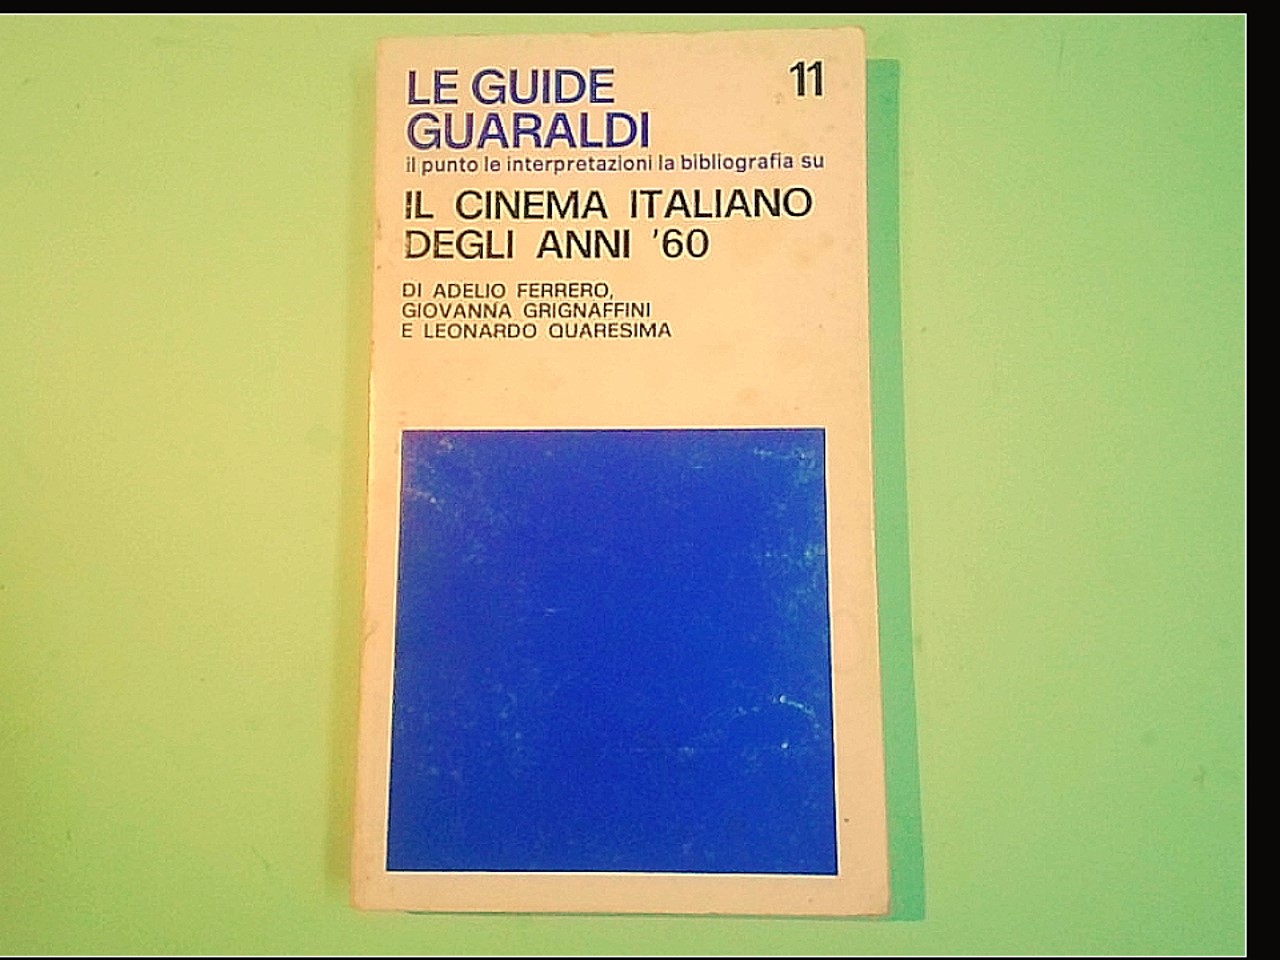 LE GUIDE
11
GUARALDI
il punto le interpretazioni la bibliografia su
IL CINEMA ITALIANO
DEGLI ANNI '60
DI ADELIO FERRERO,
GIOVANNA GRIGNAFFINI
E LEONARDO QUARESIMA